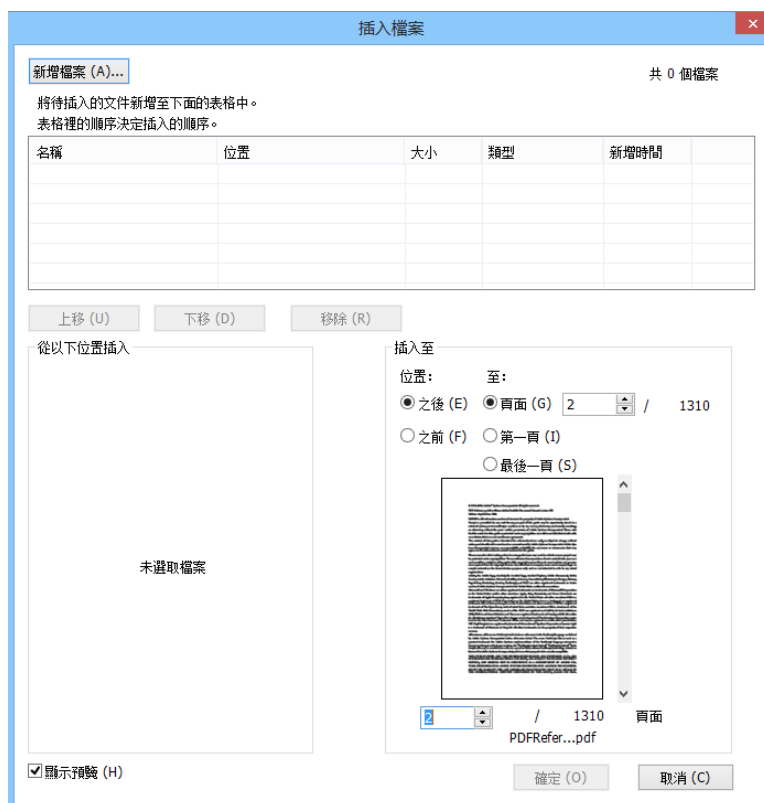 插入檔案
新增檔案 (A)...
共 0 個檔案
將待插入的文件新增至下面的表格中。
表格裡的順序決定插入的順序。
名稱 位置 大小 類型 新增時間
上移 (U) 下移 (D) 移除 (R)
從以下位置插入
未選取檔案
插入至
位置: 至:
之後 (E) 頁面 (G) 2 / 1310
之前 (F) 第一頁 (I)
最後一頁 (S)
2 / 1310 頁面
PDFRefer...pdf
顯示預覽 (H)
確定 (O) 取消 (C)